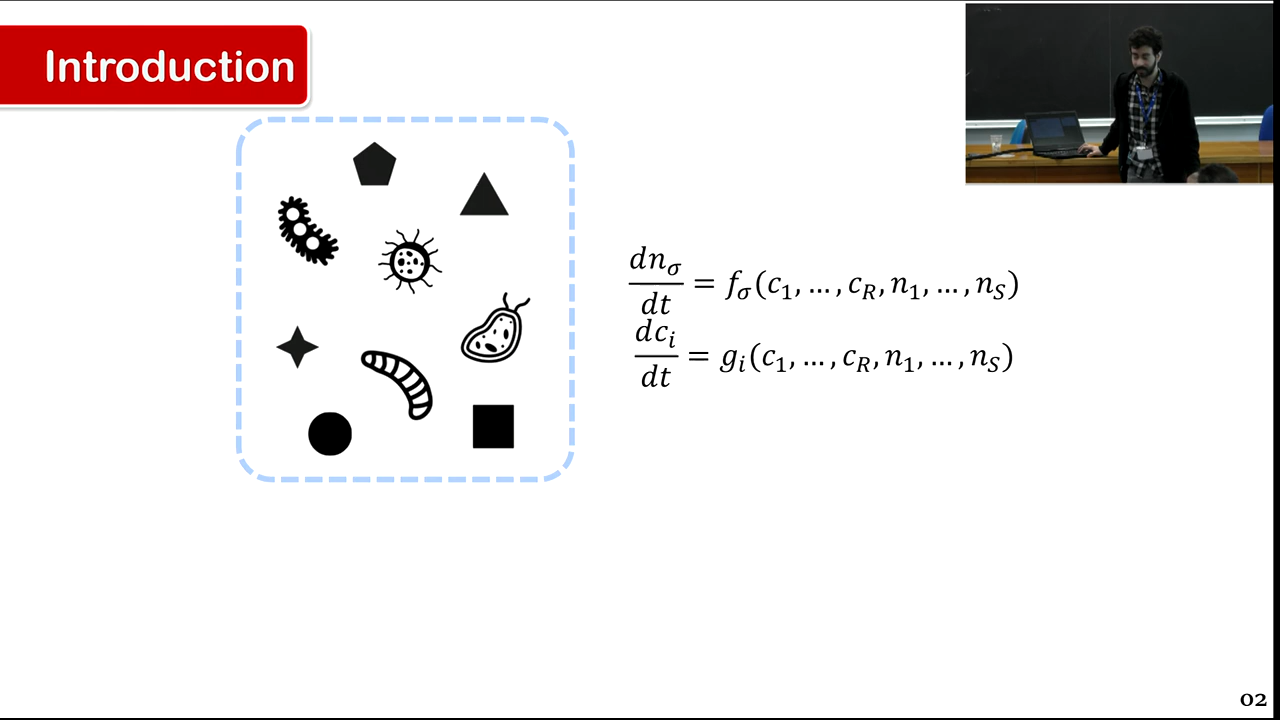 Introduction
dn_σ/dt = f_σ(c_1, …, c_R, n_1, …, n_S)
dc_i/dt = g_i(c_1, …, c_R, n_1, …, n_S)
02